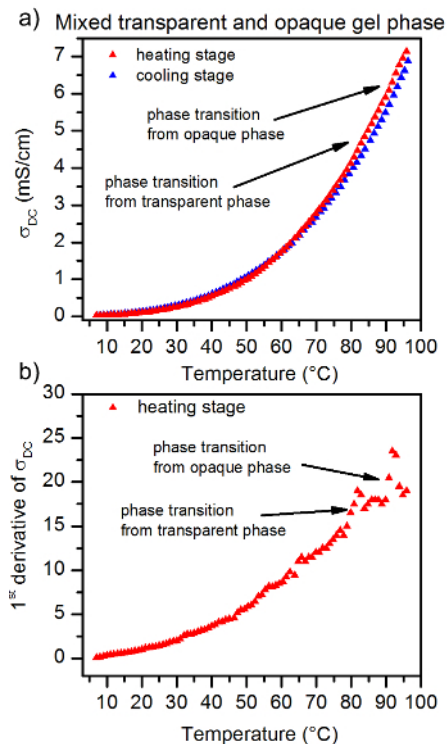 a) Mixed transparent and opaque gel phase
7
6
5
4
3
2
1
0
σDC (mS/cm)
heating stage
cooling stage
phase transition
from opaque phase
phase transition
from transparent phase
10 20 30 40 50 60 70 80 90 100
Temperature (°C)
b)
30
25
20
15
10
5
0
1st derivative of σDC
heating stage
phase transition
from opaque phase
phase transition
from transparent phase
10 20 30 40 50 60 70 80 90 100
Temperature (°C)